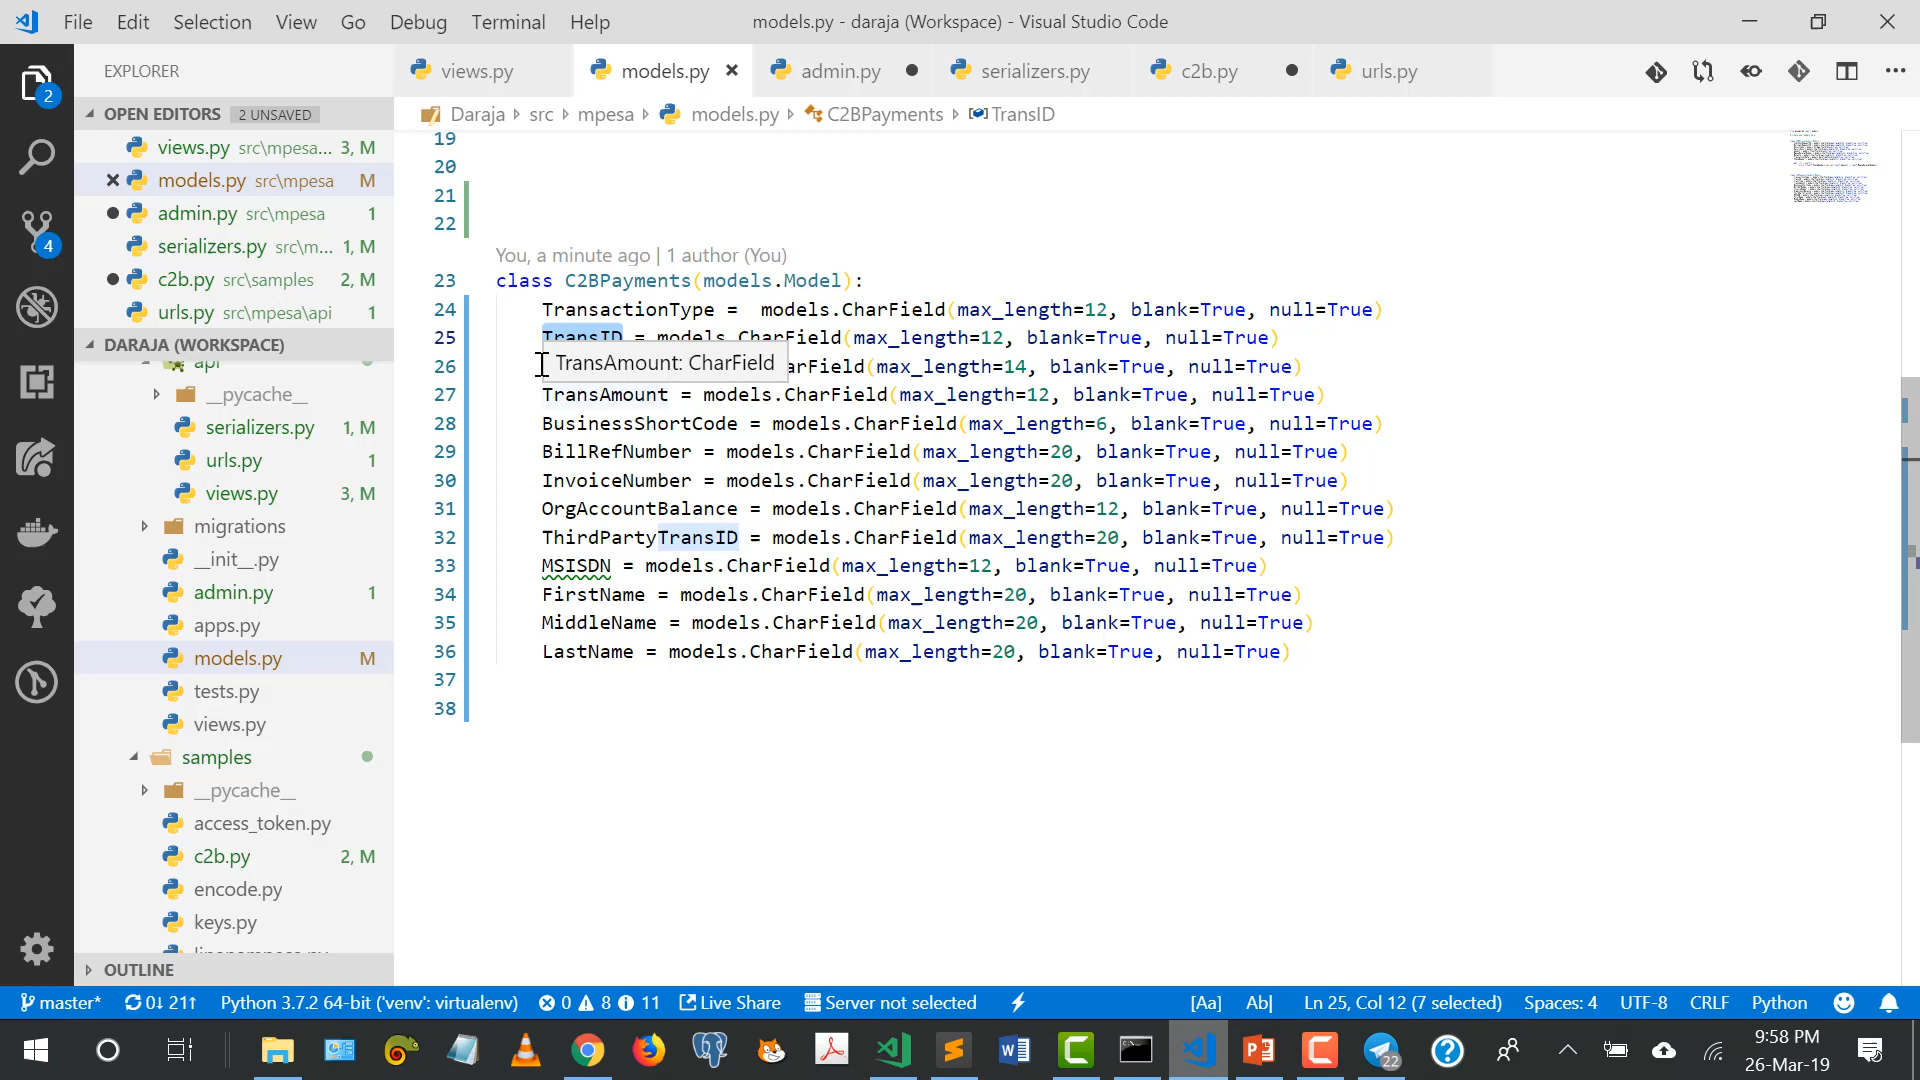 File Edit Selection View Go Debug Terminal Help
models.py - daraja (Workspace) - Visual Studio Code
EXPLORER
views.py models.py admin.py serializers.py c2b.py urls.py
OPEN EDITORS 2 UNSAVED
Daraja src mpesa models.py C2BPayments TransID
views.py src\mpesa... 3, M
models.py src\mpesa M
admin.py src\mpesa 1
serializers.py src\m... 1, M
c2b.py src\samples 2, M
urls.py src\mpesa\api 1
DARAJA (WORKSPACE)
api
__pycache__
serializers.py 1, M
urls.py 1
views.py 3, M
migrations
__init__.py
admin.py 1
apps.py
models.py M
tests.py
views.py
samples
__pycache__
access_token.py
c2b.py 2, M
encode.py
keys.py
OUTLINE
2
4
19
20
21
22
You, a minute ago | 1 author (You)
23 class C2BPayments(models.Model):
24 TransactionType =  models.CharField(max_length=12, blank=True, null=True)
25 TransID = models.CharField(max_length=12, blank=True, null=True)
TransAmount: CharField
26 arField(max_length=14, blank=True, null=True)
27 TransAmount = models.CharField(max_length=12, blank=True, null=True)
28 BusinessShortCode = models.CharField(max_length=6, blank=True, null=True)
29 BillRefNumber = models.CharField(max_length=20, blank=True, null=True)
30 InvoiceNumber = models.CharField(max_length=20, blank=True, null=True)
31 OrgAccountBalance = models.CharField(max_length=12, blank=True, null=True)
32 ThirdPartyTransID = models.CharField(max_length=20, blank=True, null=True)
33 MSISDN = models.CharField(max_length=12, blank=True, null=True)
34 FirstName = models.CharField(max_length=20, blank=True, null=True)
35 MiddleName = models.CharField(max_length=20, blank=True, null=True)
36 LastName = models.CharField(max_length=20, blank=True, null=True)
37
38
master* 0↓ 21↑ Python 3.7.2 64-bit ('venv': virtualenv) 0 8 11 Live Share Server not selected [Aa] Ab| Ln 25, Col 12 (7 selected) Spaces: 4 UTF-8 CRLF Python
22
9:58 PM
26-Mar-19